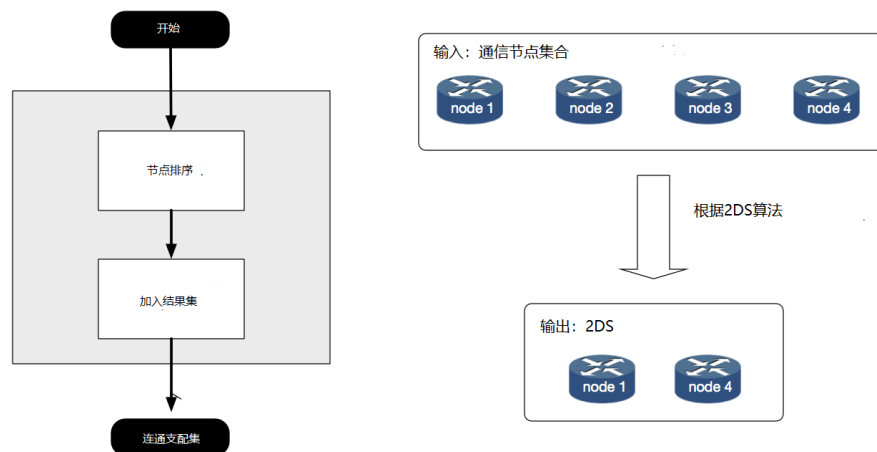 开始
节点排序
加入结果集
连通支配集
输入：通信节点集合
node 1
node 2
node 3
node 4
根据2DS算法
输出：2DS
node 1
node 4